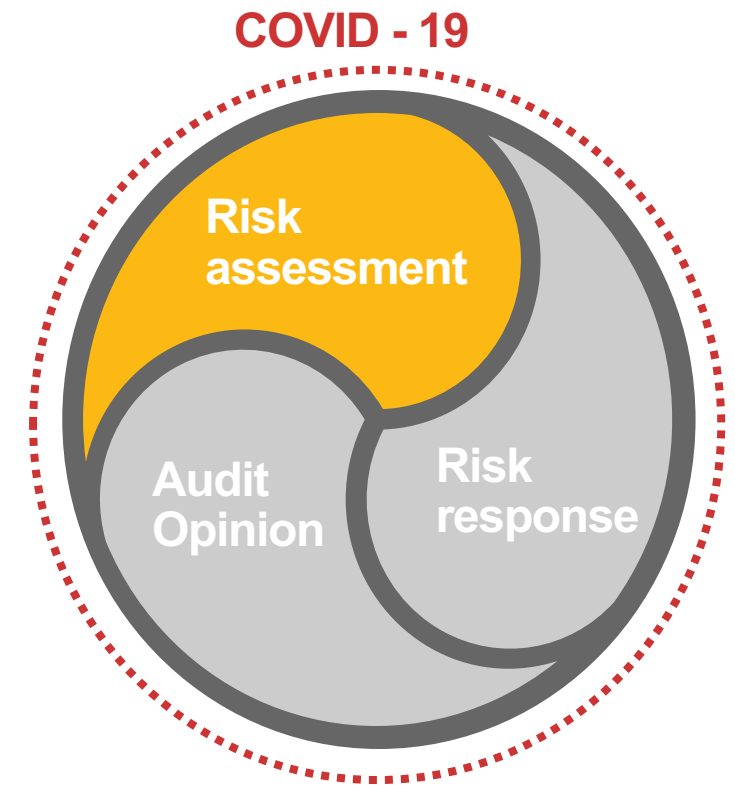 COVID - 19
Risk
assessment
Risk
response
Audit
Opinion